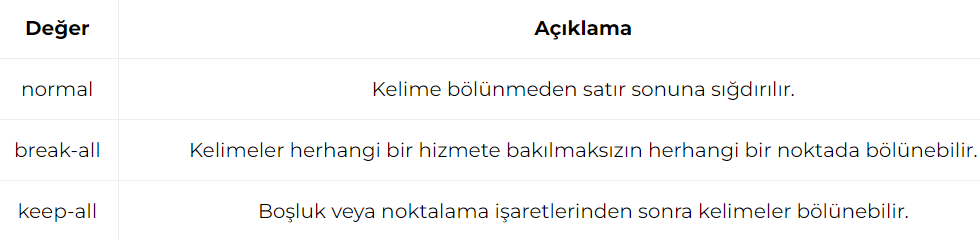 Değer Açıklama
normal Kelime bölünmeden satır sonuna sığdırılır.
break-all Kelimeler herhangi bir hizmete bakılmaksızın herhangi bir noktada bölünebilir.
keep-all Boşluk veya noktalama işaretlerinden sonra kelimeler bölünebilir.